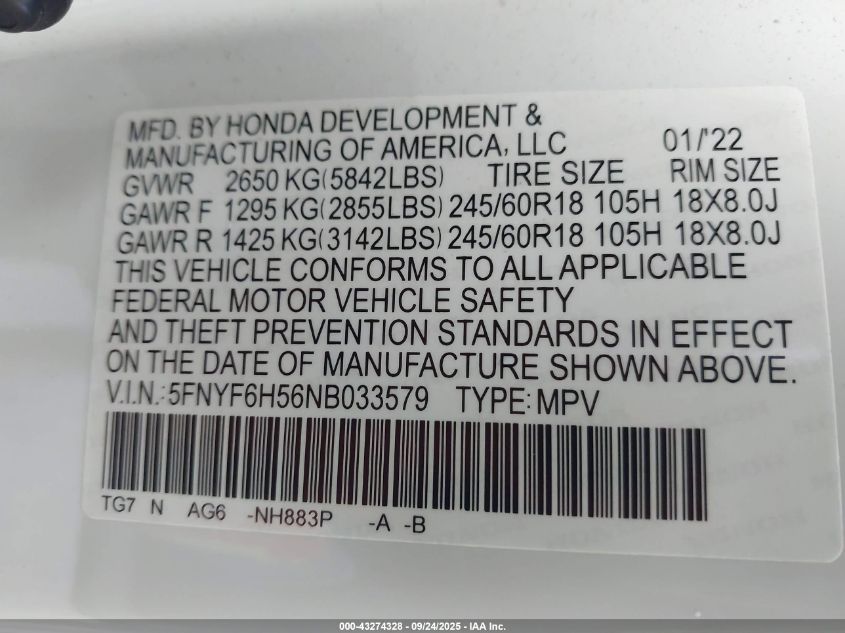 MFD. BY HONDA DEVELOPMENT &
MANUFACTURING OF AMERICA, LLC 01/'22
GVWR 2650 KG(5842LBS) TIRE SIZE RIM SIZE
GAWR F 1295 KG(2855LBS) 245/60R18 105H 18X8.0J
GAWR R 1425 KG(3142LBS) 245/60R18 105H 18X8.0J
THIS VEHICLE CONFORMS TO ALL APPLICABLE
FEDERAL MOTOR VEHICLE SAFETY
AND THEFT PREVENTION STANDARDS IN EFFECT
ON THE DATE OF MANUFACTURE SHOWN ABOVE.
V.I.N.: 5FNYF6H56NB033579 TYPE: MPV
TG7 N AG6 -NH883P -A -B
000-43274328 - 09/24/2025 - IAA Inc.